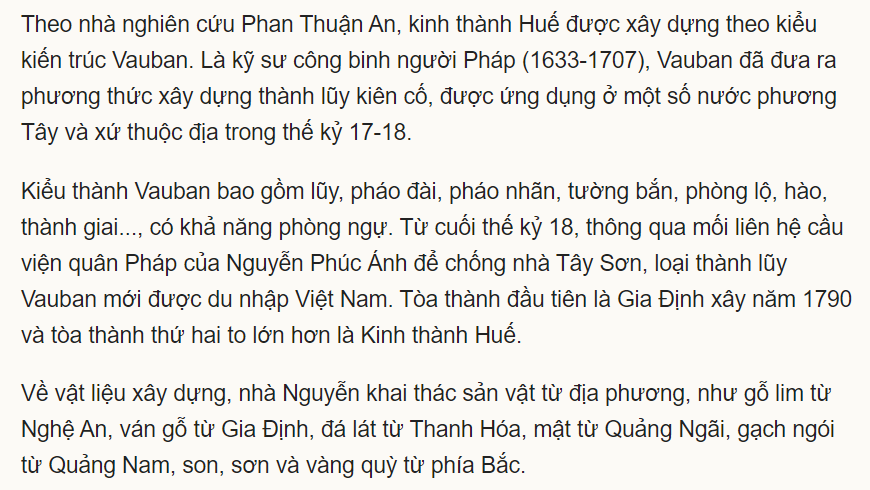 Theo nhà nghiên cứu Phan Thuận An, kinh thành Huế được xây dựng theo kiểu
kiến trúc Vauban. Là kỹ sư công binh người Pháp (1633-1707), Vauban đã đưa ra
phương thức xây dựng thành lũy kiên cố, được ứng dụng ở một số nước phương
Tây và xứ thuộc địa trong thế kỷ 17-18.
Kiểu thành Vauban bao gồm lũy, pháo đài, pháo nhãn, tường bắn, phòng lộ, hào,
thành giai..., có khả năng phòng ngự. Từ cuối thế kỷ 18, thông qua mối liên hệ cầu
viện quân Pháp của Nguyễn Phúc Ánh để chống nhà Tây Sơn, loại thành lũy
Vauban mới được du nhập Việt Nam. Tòa thành đầu tiên là Gia Định xây năm 1790
và tòa thành thứ hai to lớn hơn là Kinh thành Huế.
Về vật liệu xây dựng, nhà Nguyễn khai thác sản vật từ địa phương, như gỗ lim từ
Nghệ An, ván gỗ từ Gia Định, đá lát từ Thanh Hóa, mật từ Quảng Ngãi, gạch ngói
từ Quảng Nam, son, sơn và vàng quỳ từ phía Bắc.